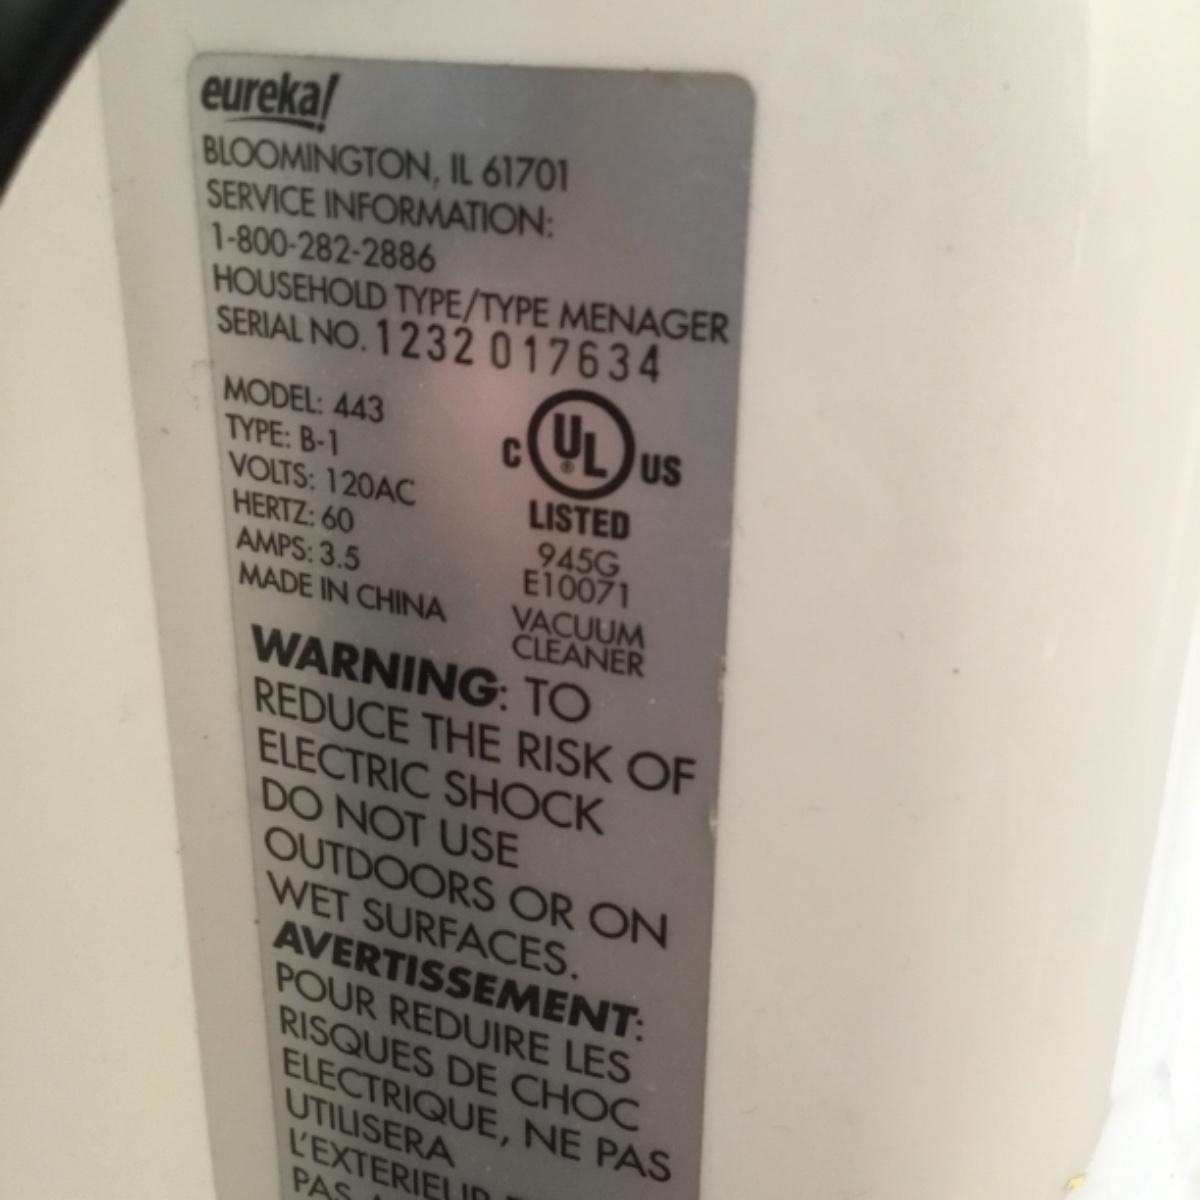 eureka!
BLOOMINGTON, IL 61701
SERVICE INFORMATION:
1-800-282-2886
HOUSEHOLD TYPE/TYPE MENAGER
SERIAL NO. 1232 017634
MODEL: 443
TYPE: B-1
VOLTS: 120AC
HERTZ: 60
AMPS: 3.5
MADE IN CHINA
C UL® US
LISTED
945G
E10071
VACUUM
CLEANER
WARNING: TO
REDUCE THE RISK OF
ELECTRIC SHOCK
DO NOT USE
OUTDOORS OR ON
WET SURFACES.
AVERTISSEMENT:
POUR REDUIRE LES
RISQUES DE CHOC
ELECTRIQUE, NE PAS
UTILISERA
L'EXTERIEUR
PAS